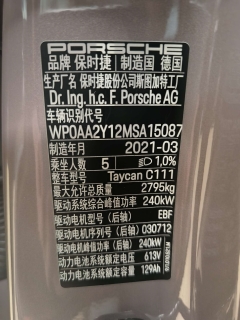 PORSCHE
品牌 保时捷 制造国 德国
生产厂名 保时捷股份公司斯图加特工厂
Dr. Ing. h.c. F. Porsche AG
车辆识别代号
WP0AA2Y12MSA15087
制造年月 2021-03
乘坐人数 5 1,0%
整车型号 Taycan C111
最大允许总质量 2795kg
驱动系统综合峰值功率 240kW
驱动电机型号（后轴） EBF
驱动电机序列号（后轴） 030712
驱动电机峰值功率（后轴） 240kW
动力电池系统额定电压 613V
动力电池系统额定容量 129Ah